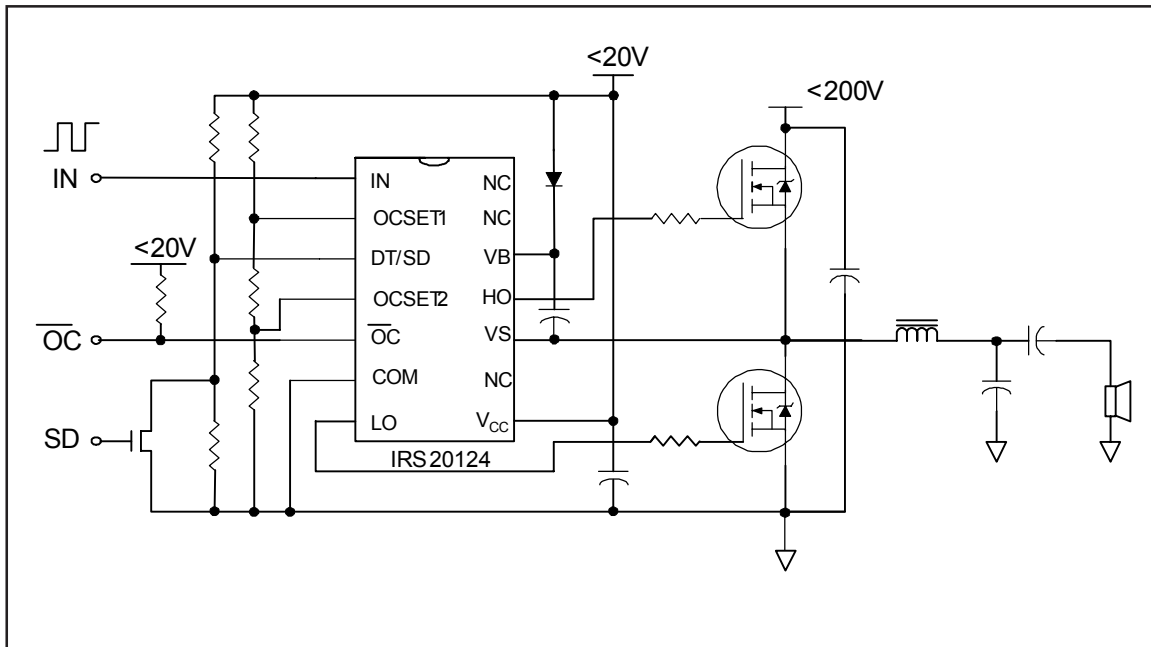 <20V
<200V
IN
<20V
OC
SD
IN
OCSET1
DT/SD
OCSET2
OC
COM
LO
NC
NC
VB
HO
VS
NC
VCC
IRS20124